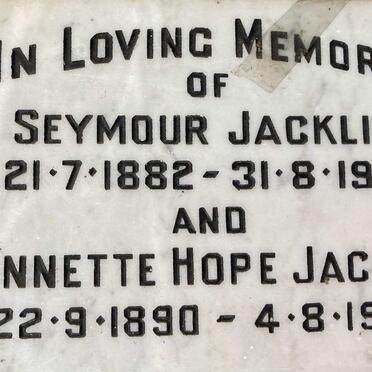 IN LOVING MEMOR
OF
SEYMOUR JACKLI
21·7·1882 – 31·8·19
AND
NNETTE HOPE JAC
22·9·1890 – 4·8·19